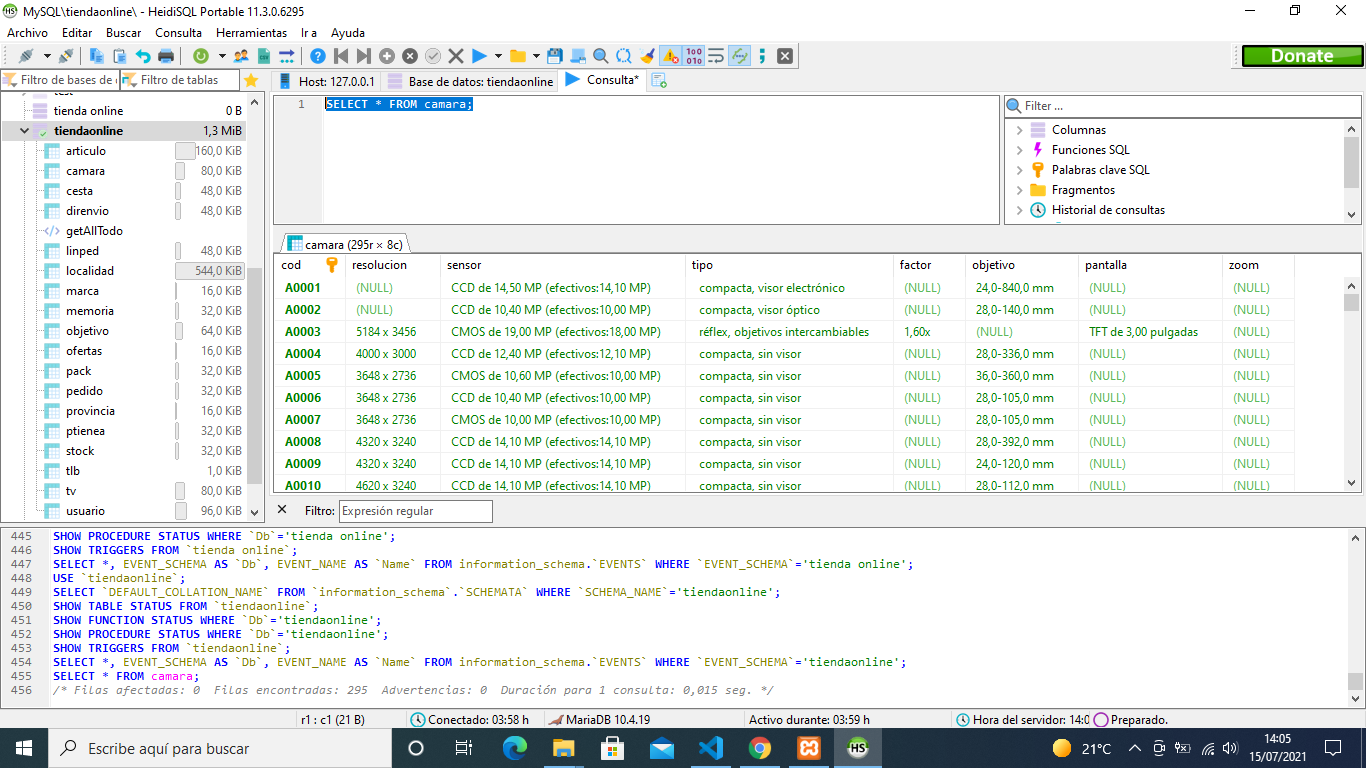 MySQL\tiendaonline\ - HeidiSQL Portable 11.3.0.6295
Archivo Editar Buscar Consulta Herramientas Ir a Ayuda
Donate
Filtro de bases de Filtro de tablas
Host: 127.0.0.1 Base de datos: tiendaonline Consulta*
tienda online 0 B
tiendaonline 1,3 MiB
articulo 160,0 KiB
camara 80,0 KiB
cesta 48,0 KiB
direnvio 48,0 KiB
getAllTodo
linped 48,0 KiB
localidad 544,0 KiB
marca 16,0 KiB
memoria 32,0 KiB
objetivo 64,0 KiB
ofertas 16,0 KiB
pack 32,0 KiB
pedido 32,0 KiB
provincia 16,0 KiB
ptienea 32,0 KiB
stock 32,0 KiB
tlb 1,0 KiB
tv 80,0 KiB
usuario 96,0 KiB
1 SELECT * FROM camara;
Filter ...
Columnas
Funciones SQL
Palabras clave SQL
Fragmentos
Historial de consultas
camara (295r × 8c)
cod resolucion sensor tipo factor objetivo pantalla zoom
A0001 (NULL) CCD de 14,50 MP (efectivos:14,10 MP) compacta, visor electrónico (NULL) 24,0-840,0 mm (NULL) (NULL)
A0002 (NULL) CCD de 10,40 MP (efectivos:10,00 MP) compacta, visor óptico (NULL) 28,0-140,0 mm (NULL) (NULL)
A0003 5184 x 3456 CMOS de 19,00 MP (efectivos:18,00 MP) réflex, objetivos intercambiables 1,60x (NULL) TFT de 3,00 pulgadas (NULL)
A0004 4000 x 3000 CCD de 12,40 MP (efectivos:12,10 MP) compacta, sin visor (NULL) 28,0-336,0 mm (NULL) (NULL)
A0005 3648 x 2736 CMOS de 10,60 MP (efectivos:10,00 MP) compacta, sin visor (NULL) 36,0-360,0 mm (NULL) (NULL)
A0006 3648 x 2736 CCD de 10,40 MP (efectivos:10,00 MP) compacta, sin visor (NULL) 28,0-105,0 mm (NULL) (NULL)
A0007 3648 x 2736 CMOS de 10,00 MP (efectivos:10,00 MP) compacta, sin visor (NULL) 28,0-105,0 mm (NULL) (NULL)
A0008 4320 x 3240 CCD de 14,10 MP (efectivos:14,10 MP) compacta, sin visor (NULL) 28,0-392,0 mm (NULL) (NULL)
A0009 4320 x 3240 CCD de 14,10 MP (efectivos:14,10 MP) compacta, sin visor (NULL) 24,0-120,0 mm (NULL) (NULL)
A0010 4620 x 3240 CCD de 14,10 MP (efectivos:14,10 MP) compacta, sin visor (NULL) 28,0-112,0 mm (NULL) (NULL)
Filtro: Expresión regular
445 SHOW PROCEDURE STATUS WHERE `Db`='tienda online';
446 SHOW TRIGGERS FROM `tienda online`;
447 SELECT *, EVENT_SCHEMA AS `Db`, EVENT_NAME AS `Name` FROM information_schema.`EVENTS` WHERE `EVENT_SCHEMA`='tienda online';
448 USE `tiendaonline`;
449 SELECT `DEFAULT_COLLATION_NAME` FROM `information_schema`.`SCHEMATA` WHERE `SCHEMA_NAME`='tiendaonline';
450 SHOW TABLE STATUS FROM `tiendaonline`;
451 SHOW FUNCTION STATUS WHERE `Db`='tiendaonline';
452 SHOW PROCEDURE STATUS WHERE `Db`='tiendaonline';
453 SHOW TRIGGERS FROM `tiendaonline`;
454 SELECT *, EVENT_SCHEMA AS `Db`, EVENT_NAME AS `Name` FROM information_schema.`EVENTS` WHERE `EVENT_SCHEMA`='tiendaonline';
455 SELECT * FROM camara;
456 /* Filas afectadas: 0 Filas encontradas: 295 Advertencias: 0 Duración para 1 consulta: 0,015 seg. */
r1 : c1 (21 B) Conectado: 03:58 h MariaDB 10.4.19 Activo durante: 03:59 h Hora del servidor: 14:0 Preparado.
Escribe aquí para buscar
HS
21°C
14:05
15/07/2021